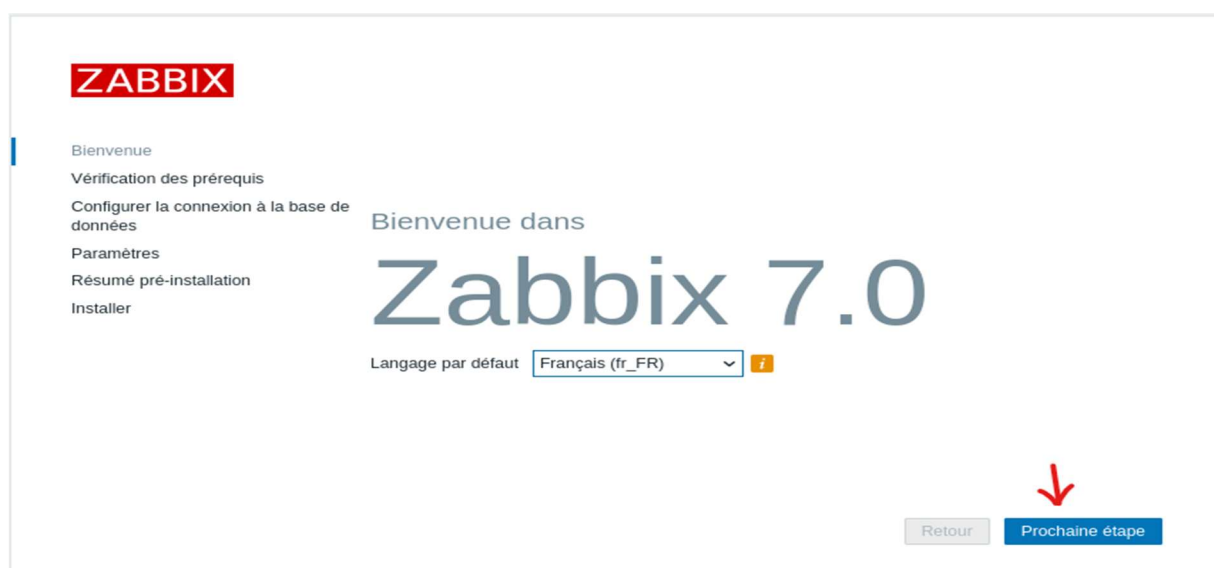 ZABBIX
Bienvenue
Vérification des prérequis
Configurer la connexion à la base de
données
Paramètres
Résumé pré-installation
Installer
Bienvenue dans
Zabbix 7.0
Langage par défaut Français (fr_FR) i
Retour Prochaine étape